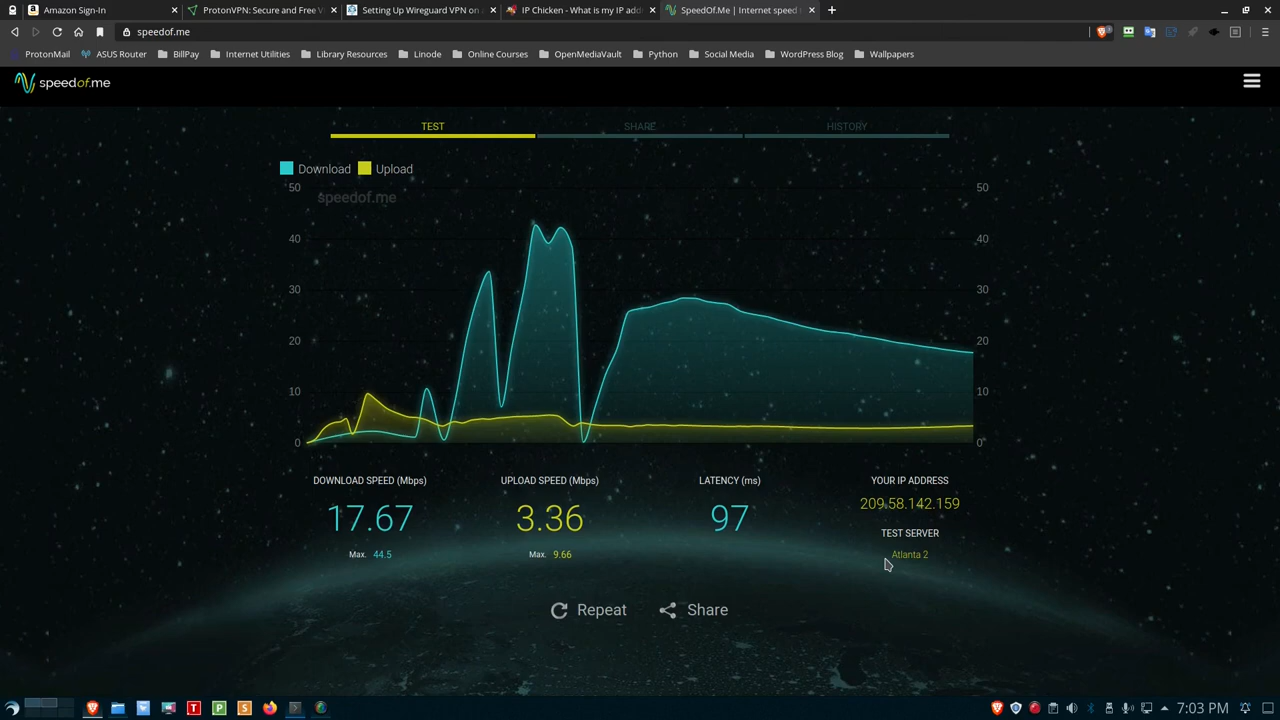 Amazon Sign-In
ProtonVPN: Secure and Free V
Setting Up Wireguard VPN on
IP Chicken - What is my IP add
SpeedOf.Me | Internet speed
speedof.me
ProtonMail
ASUS Router
BillPay
Internet Utilities
Library Resources
Linode
Online Courses
OpenMediaVault
Python
Social Media
WordPress Blog
Wallpapers
speedof.me
TEST
SHARE
HISTORY
Download
Upload
50
speedof.me
50
40
40
30
30
20
20
10
10
0
0
DOWNLOAD SPEED (Mbps)
UPLOAD SPEED (Mbps)
LATENCY (ms)
YOUR IP ADDRESS
17.67
3.36
97
209.58.142.159
TEST SERVER
Max. 44.5
Max. 9.66
Atlanta 2
Repeat
Share
T
P
S
7:03 PM